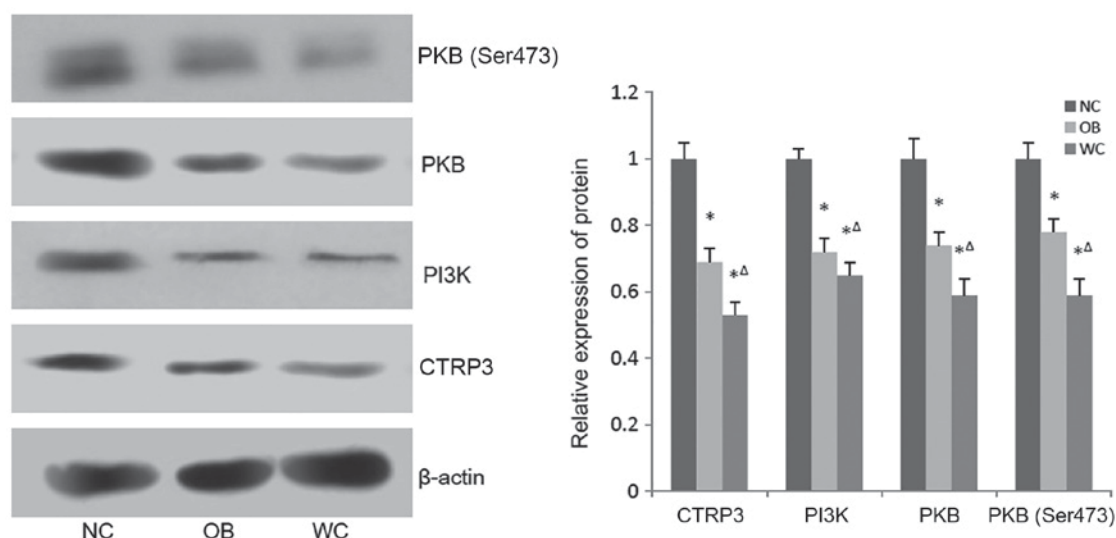 PKB (Ser473)
PKB
PI3K
CTRP3
β-actin
NC OB WC
Relative expression of protein
1.2
1
0.8
0.6
0.4
0.2
0
NC
OB
WC
* *Δ * *Δ * *Δ * *Δ
CTRP3 PI3K PKB PKB (Ser473)